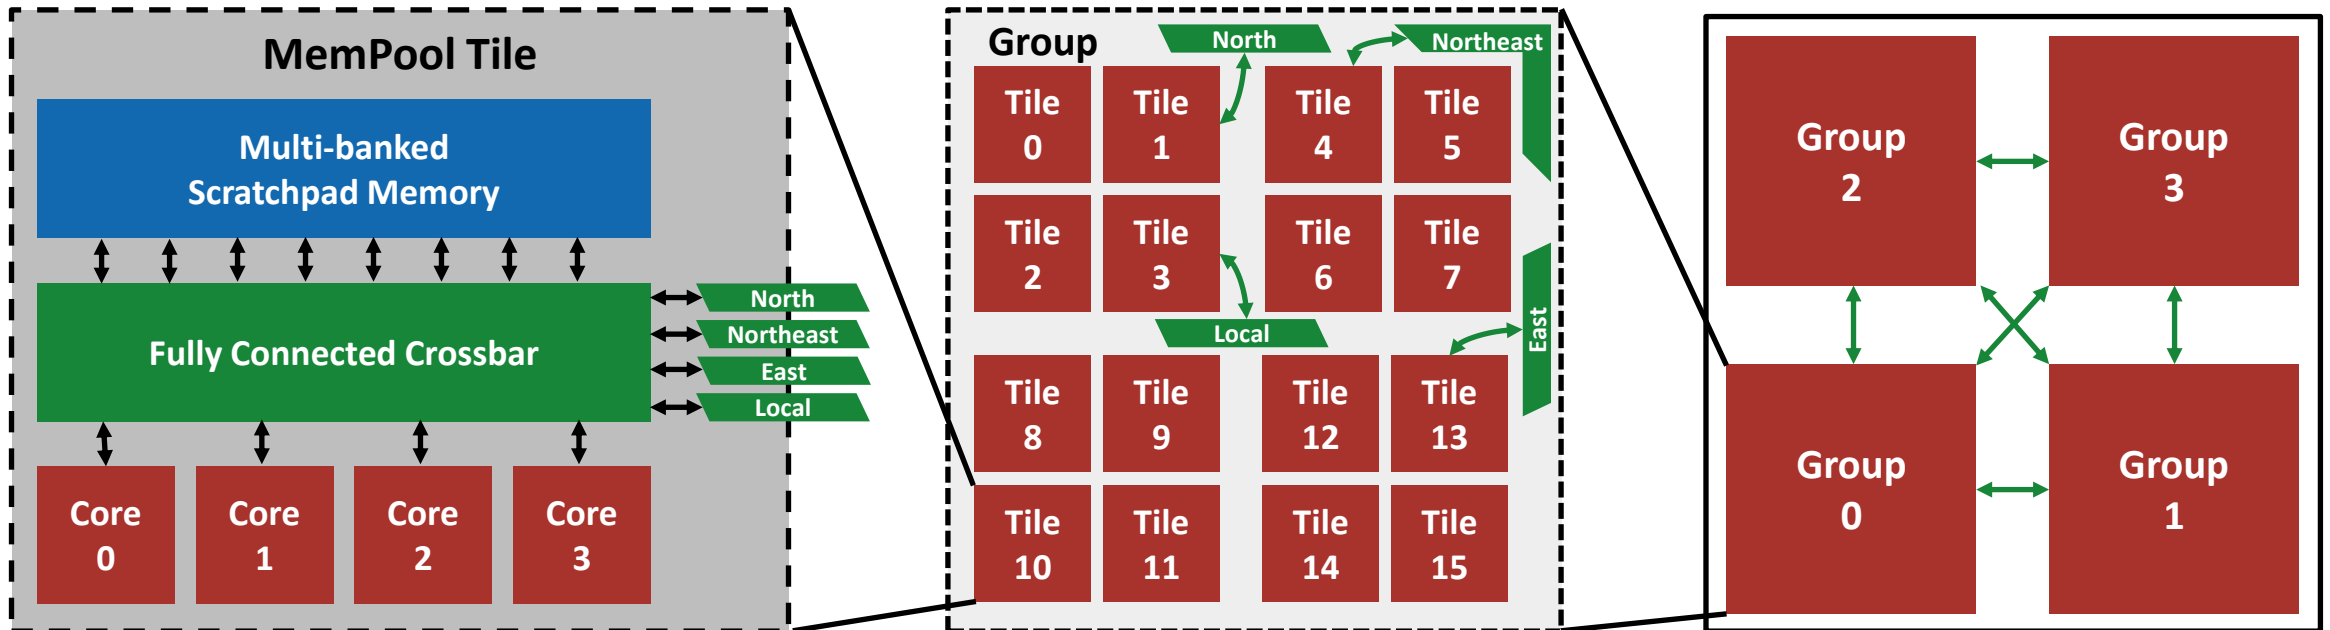 MemPool Tile
Multi-banked
Scratchpad Memory
Fully Connected Crossbar
North
Northeast
East
Local
Core
0
Core
1
Core
2
Core
3
Group
North
Northeast
Tile
0
Tile
1
Tile
4
Tile
5
Tile
2
Tile
3
Tile
6
Tile
7
Local
East
Tile
8
Tile
9
Tile
12
Tile
13
Tile
10
Tile
11
Tile
14
Tile
15
Group
2
Group
3
Group
0
Group
1